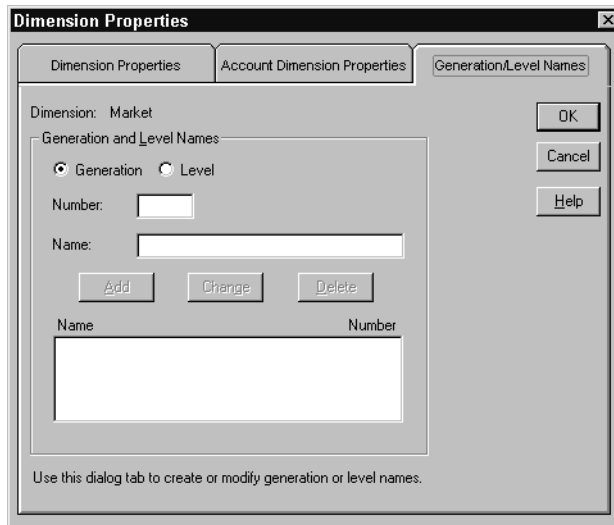 Dimension Properties
Dimension Properties Account Dimension Properties Generation/Level Names
Dimension: Market
OK
Generation and Level Names
Generation Level
Cancel
Number:
Help
Name:
Add Change Delete
Name Number
Use this dialog tab to create or modify generation or level names.